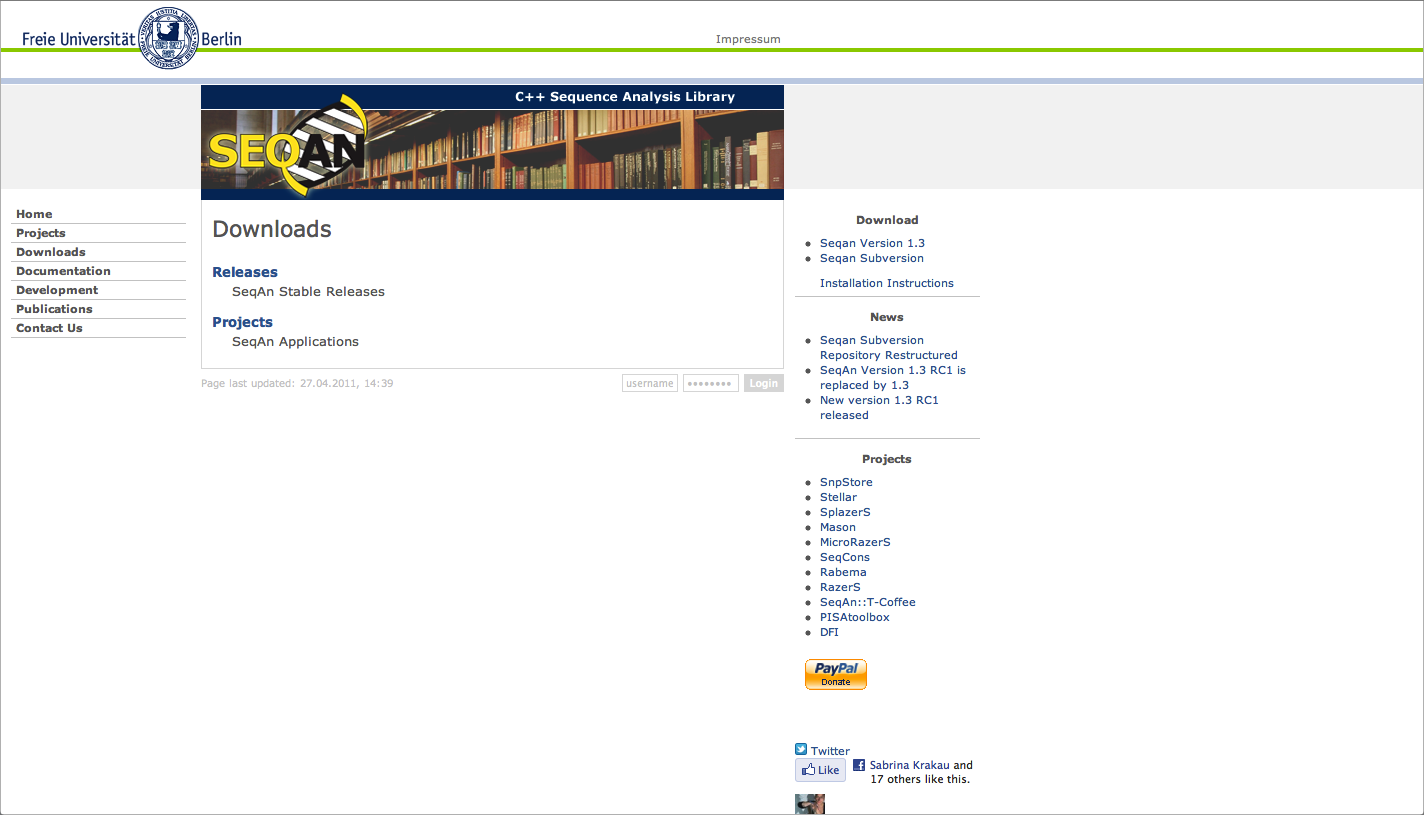 Freie Universität Berlin
Impressum
C++ Sequence Analysis Library
SEQAN
Home
Projects
Downloads
Documentation
Development
Publications
Contact Us
Downloads
Releases
SeqAn Stable Releases
Projects
SeqAn Applications
Page last updated: 27.04.2011, 14:39
username
••••••••
Login
Download
Seqan Version 1.3
Seqan Subversion
Installation Instructions
News
Seqan Subversion
Repository Restructured
SeqAn Version 1.3 RC1 is
replaced by 1.3
New version 1.3 RC1
released
Projects
SnpStore
Stellar
SplazerS
Mason
MicroRazerS
SeqCons
Rabema
RazerS
SeqAn::T-Coffee
PISAtoolbox
DFI
PayPal
Donate
Twitter
Like
Sabrina Krakau and
17 others like this.